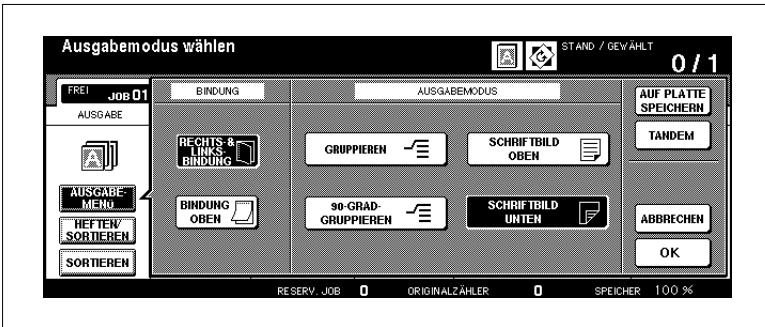 Ausgabemodus wählen
STAND / GEWÄHLT
0 / 1
FREI JOB 01
AUSGABE
A
AUSGABE-
MENÜ
HEFTEN/
SORTIEREN
SORTIEREN
BINDUNG
RECHTS- &
LINKS-
BINDUNG
BINDUNG
OBEN
AUSGABEMODUS
GRUPPIEREN
SCHRIFTBILD
OBEN
90-GRAD-
GRUPPIEREN
SCHRIFTBILD
UNTEN
AUF PLATTE
SPEICHERN
TANDEM
ABBRECHEN
OK
RESERV. JOB 0 ORIGINALZÄHLER 0 SPEICHER 100 %